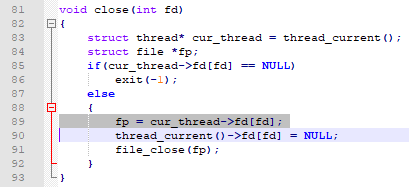 81 void close(int fd)
82 {
83 struct thread* cur_thread = thread_current();
84 struct file *fp;
85 if(cur_thread->fd[fd] == NULL)
86 exit(-1);
87 else
88 {
89 fp = cur_thread->fd[fd];
90 thread_current()->fd[fd] = NULL;
91 file_close(fp);
92 }
93 }